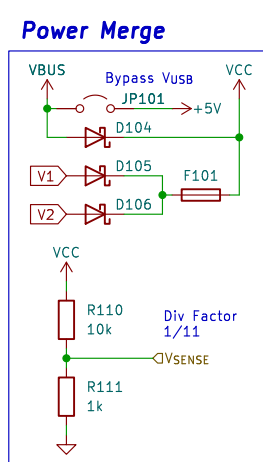 Power Merge
VBUS
Bypass VUSB
VCC
JP101
+5V
D104
V1
D105
F101
V2
D106
VCC
R110
10k
Div Factor
1/11
VSENSE
R111
1k